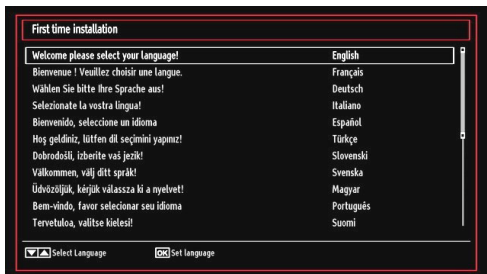 First time installation
Welcome please select your language! English
Bienvenue ! Veuillez choisir une langue. Français
Wählen Sie bitte Ihre Sprache aus! Deutsch
Selezionate la vostra lingua! Italiano
Bienvenido, seleccione un idioma Español
Hoş geldiniz, lütfen dil seçimini yapınız! Türkçe
Dobrodošli, izberite vaš jezik! Slovenski
Välkommen, välj ditt språk! Svenska
Üdvözöljük, kérjük válassza ki a nyelvet! Magyar
Bem-vindo, favor selecionar seu idioma Português
Tervetuloa, valitse kielesi! Suomi
Select Language OK Set language